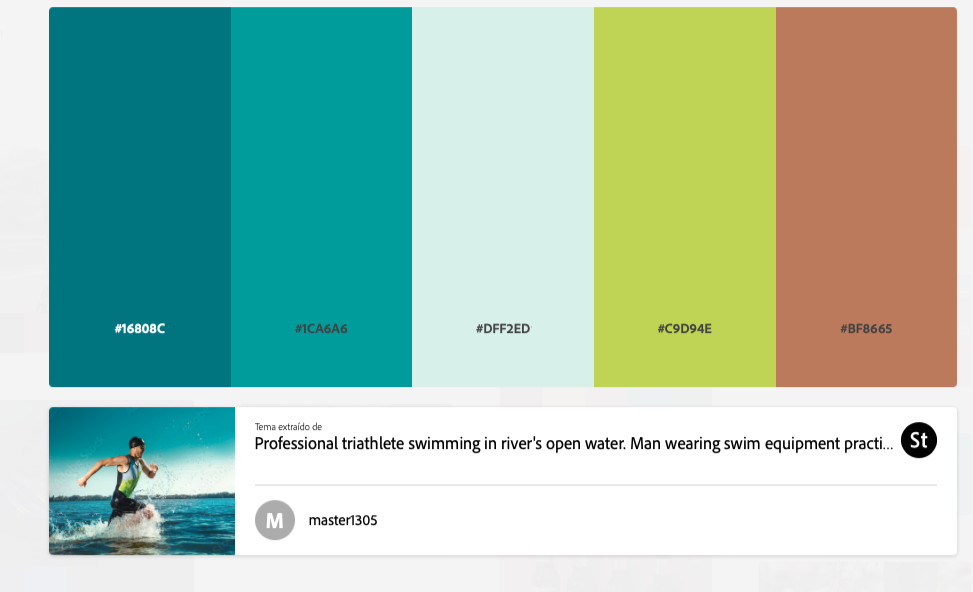 #16808C
#1CA6A6
#DFF2ED
#C9D94E
#BF8665
Tema extraído de
Professional triathlete swimming in river's open water. Man wearing swim equipment practi...
St
M
master1305